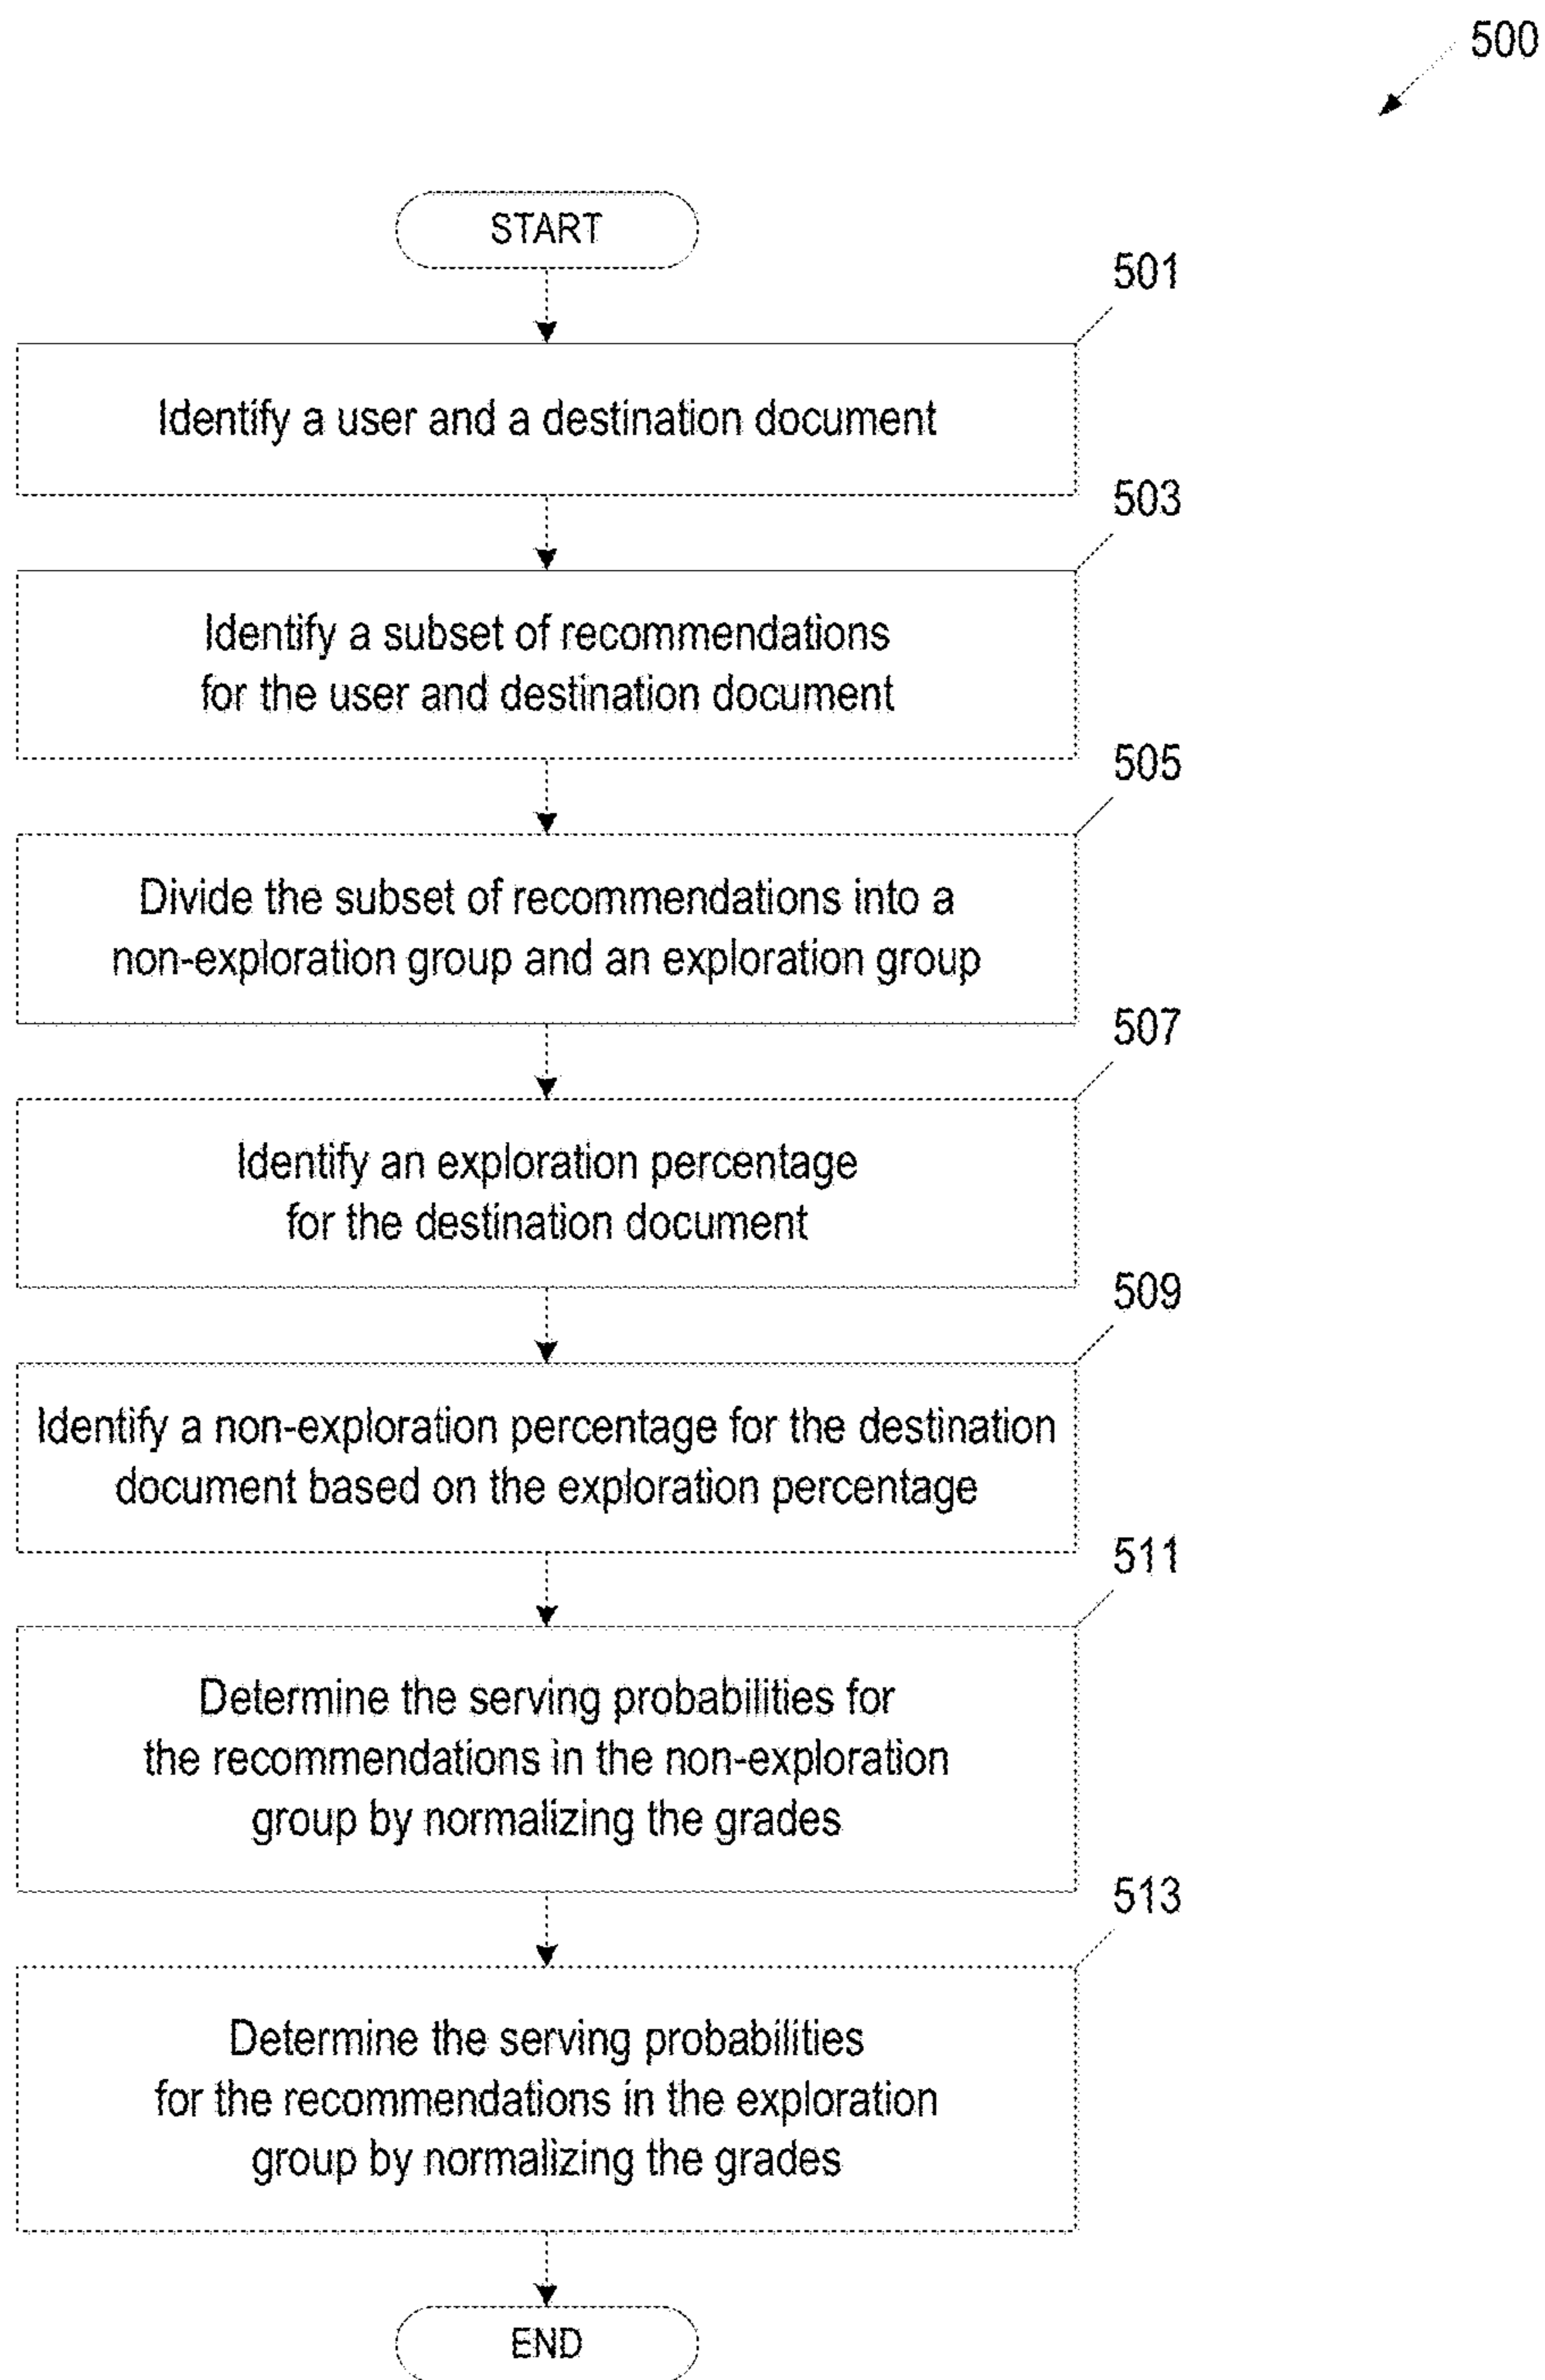 500
START
501
Identify a user and a destination document
503
Identify a subset of recommendations
for the user and destination document
505
Divide the subset of recommendations into a
non-exploration group and an exploration group
507
Identify an exploration percentage
for the destination document
509
Identify a non-exploration percentage for the destination
document based on the exploration percentage
511
Determine the serving probabilities for
the recommendations in the non-exploration
group by normalizing the grades
513
Determine the serving probabilities
for the recommendations in the exploration
group by normalizing the grades
END